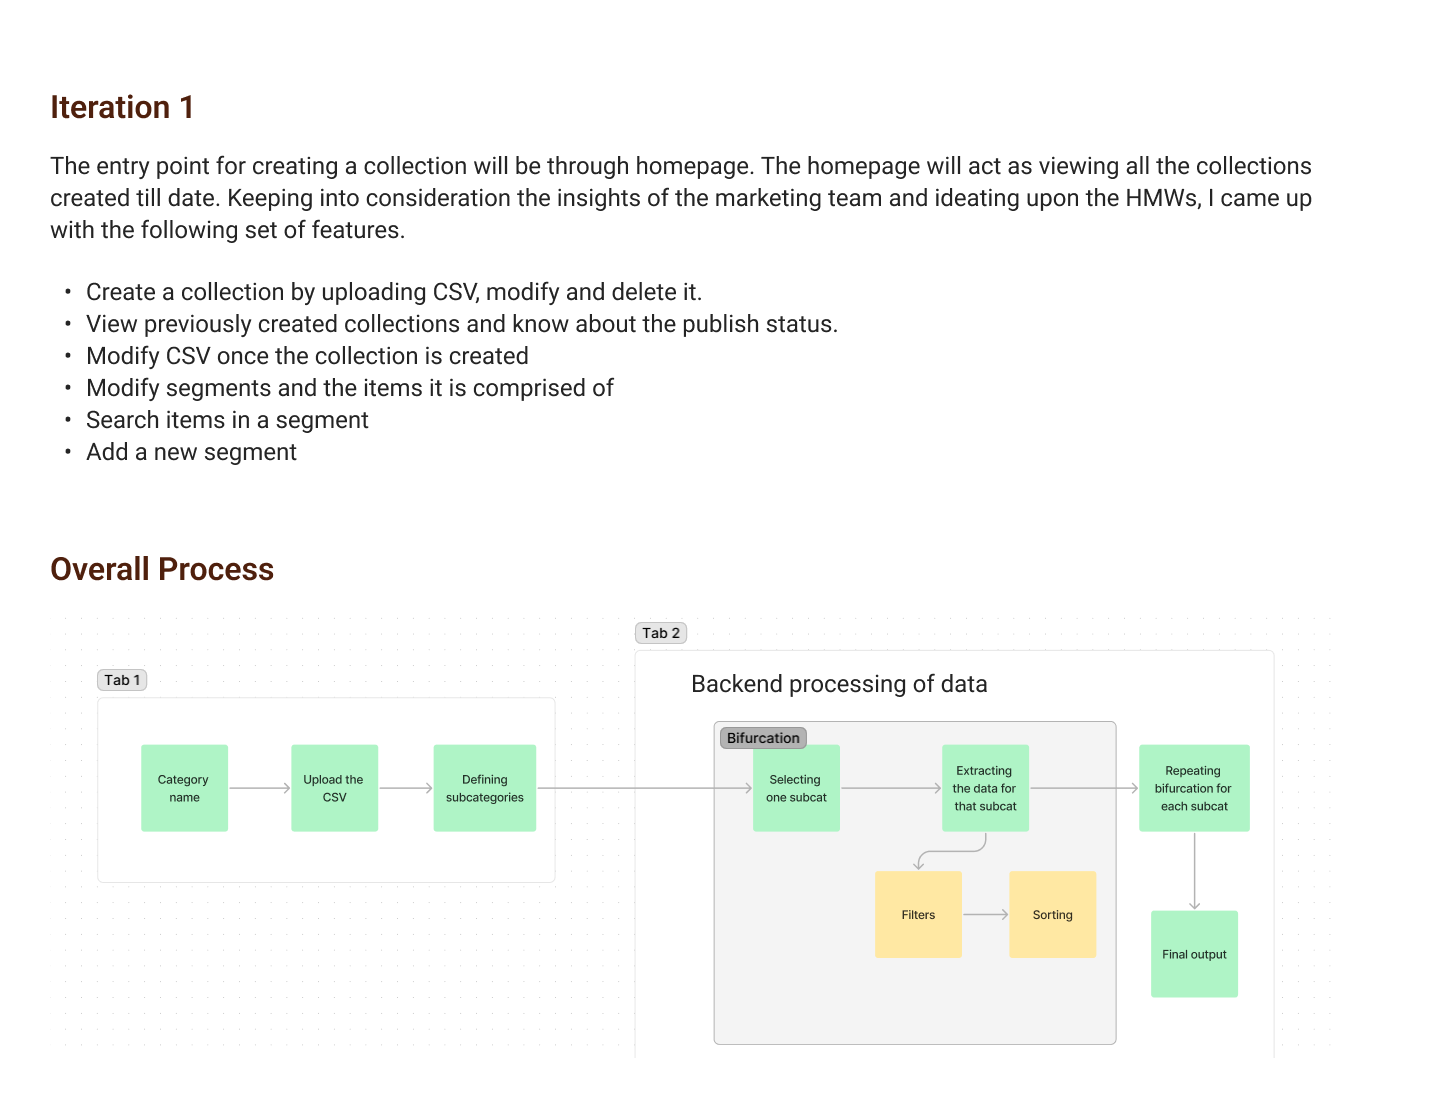 Iteration 1
The entry point for creating a collection will be through homepage. The homepage will act as viewing all the collections
created till date. Keeping into consideration the insights of the marketing team and ideating upon the HMWs, I came up
with the following set of features.
• Create a collection by uploading CSV, modify and delete it.
• View previously created collections and know about the publish status.
• Modify CSV once the collection is created
• Modify segments and the items it is comprised of
• Search items in a segment
• Add a new segment
Overall Process
Tab 1
Category
name
Upload the
CSV
Defining
subcategories
Tab 2
Backend processing of data
Bifurcation
Selecting
one subcat
Extracting
the data for
that subcat
Filters
Sorting
Repeating
bifurcation for
each subcat
Final output